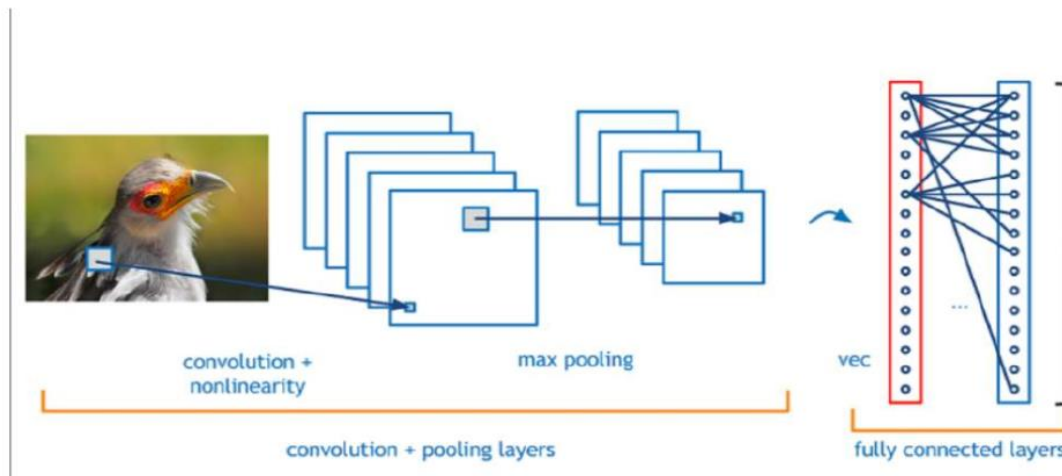 convolution +
nonlinearity
max pooling
vec
...
convolution + pooling layers
fully connected layers